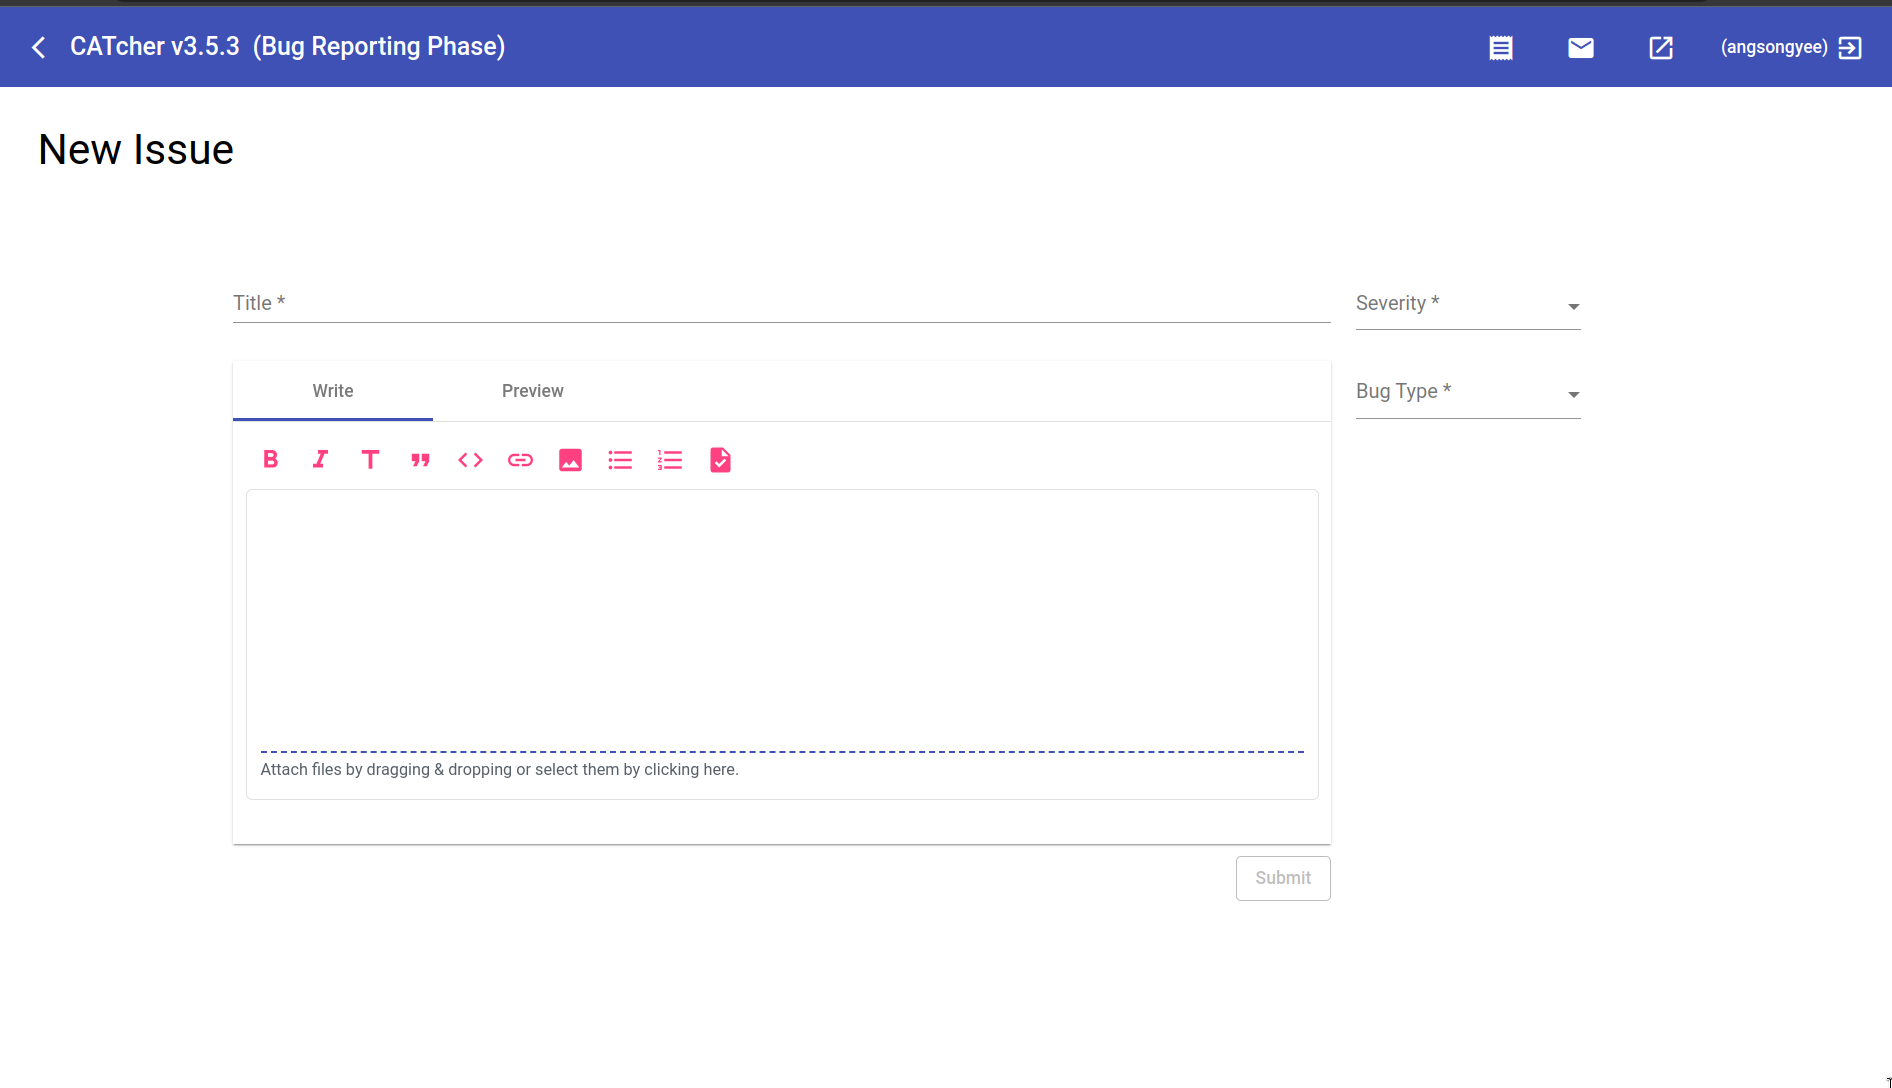 CATcher v3.5.3 (Bug Reporting Phase)
(angsongyee)
New Issue
Title *
Severity *
Write
Preview
Bug Type *
Attach files by dragging & dropping or select them by clicking here.
Submit